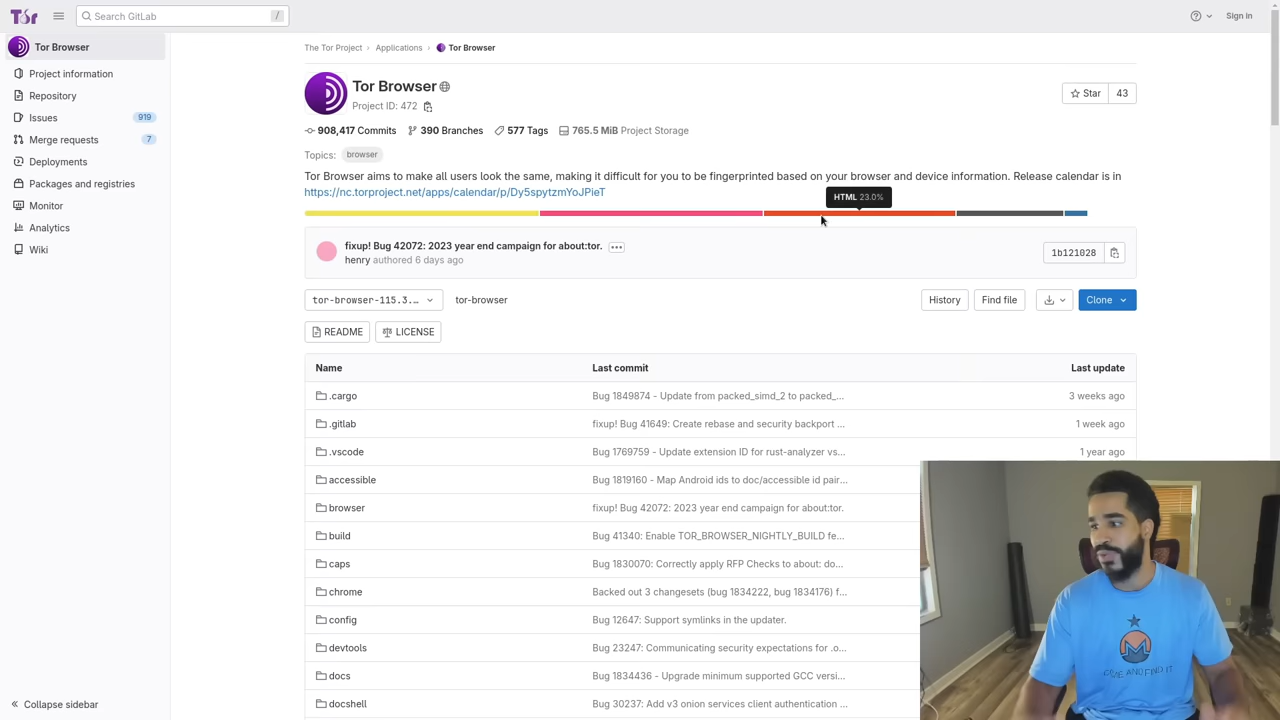 Tor
Search GitLab
/
Sign in
Tor Browser
Project information
Repository
Issues 919
Merge requests 7
Deployments
Packages and registries
Monitor
Analytics
Wiki
Collapse sidebar
The Tor Project › Applications › Tor Browser
Tor Browser
Project ID: 472
Star 43
908,417 Commits 390 Branches 577 Tags 765.5 MiB Project Storage
Topics: browser
Tor Browser aims to make all users look the same, making it difficult for you to be fingerprinted based on your browser and device information. Release calendar is in
https://nc.torproject.net/apps/calendar/p/Dy5spytzmYoJPieT
HTML 23.0%
fixup! Bug 42072: 2023 year end campaign for about:tor.
henry authored 6 days ago
1b121028
tor-browser-115.3.... tor-browser
History Find file Clone
README LICENSE
Name Last commit Last update
.cargo Bug 1849874 - Update from packed_simd_2 to packed_... 3 weeks ago
.gitlab fixup! Bug 41649: Create rebase and security backport ... 1 week ago
.vscode Bug 1769759 - Update extension ID for rust-analyzer vs... 1 year ago
accessible Bug 1819160 - Map Android ids to doc/accessible id pair...
browser fixup! Bug 42072: 2023 year end campaign for about:tor.
build Bug 41340: Enable TOR_BROWSER_NIGHTLY_BUILD fe...
caps Bug 1830070: Correctly apply RFP Checks to about: do...
chrome Backed out 3 changesets (bug 1834222, bug 1834176) f...
config Bug 12647: Support symlinks in the updater.
devtools Bug 23247: Communicating security expectations for .o...
docs Bug 1834436 - Upgrade minimum supported GCC versi...
docshell Bug 30237: Add v3 onion services client authentication ...
COME AND FIND IT